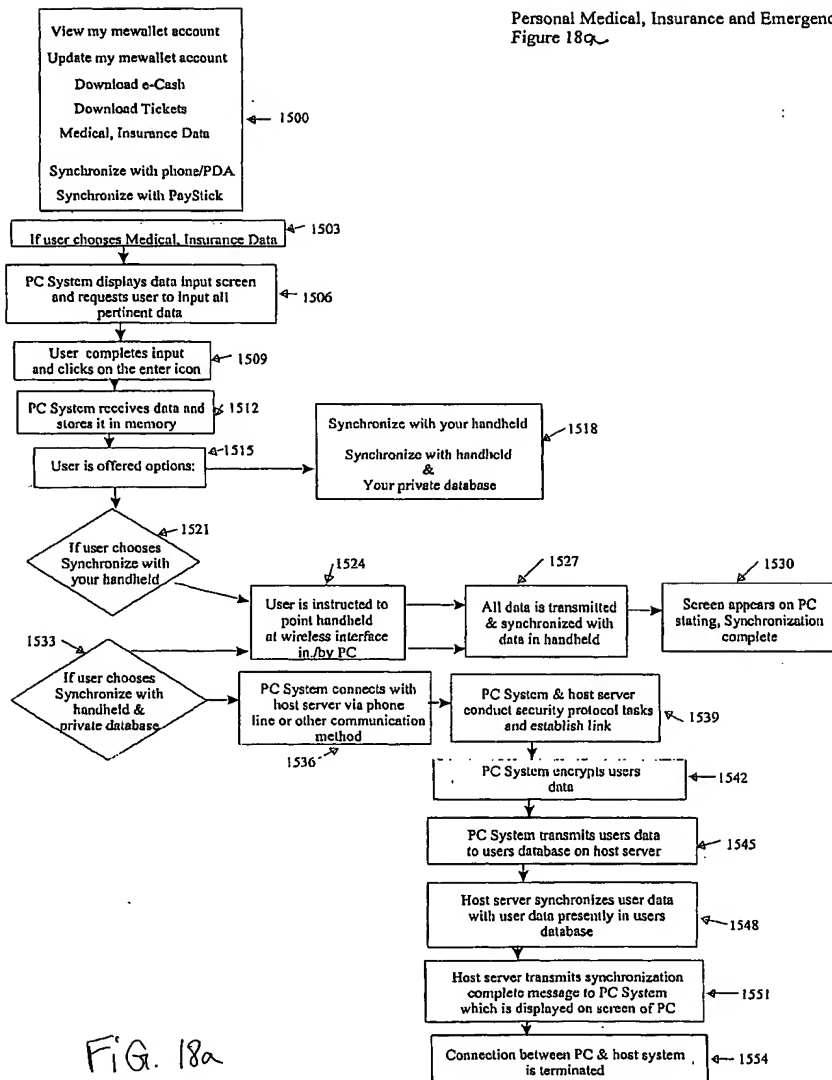 Personal Medical, Insurance and Emergenc
Figure 18a
View my mewallet account
Update my mewallet account
Download e-Cash
Download Tickets
Medical, Insurance Data
Synchronize with phone/PDA
Synchronize with PayStick
1500
If user chooses Medical, Insurance Data
1503
PC System displays data input screen
and requests user to input all
pertinent data
1506
User completes input
and clicks on the enter icon
1509
PC System receives data and
stores it in memory
1512
User is offered options:
1515
Synchronize with your handheld
Synchronize with handheld
&
Your private database
1518
1521
If user chooses
Synchronize with
your handheld
1524
User is instructed to
point handheld
at wireless interface
in./by PC
1527
All data is transmitted
& synchronized with
data in handheld
1530
Screen appears on PC
stating, Synchronization
complete
1533
If user chooses
Synchronize with
handheld &
private database
PC System connects with
host server via phone
line or other communication
method
1536
PC System & host server
conduct security protocol tasks
and establish link
1539
PC System encrypts users
data
1542
PC System transmits users data
to users database on host server
1545
Host server synchronizes user data
with user data presently in users
database
1548
Host server transmits synchronization
complete message to PC System
which is displayed on screen of PC
1551
Connection between PC & host system
is terminated
1554
FiG. 18a